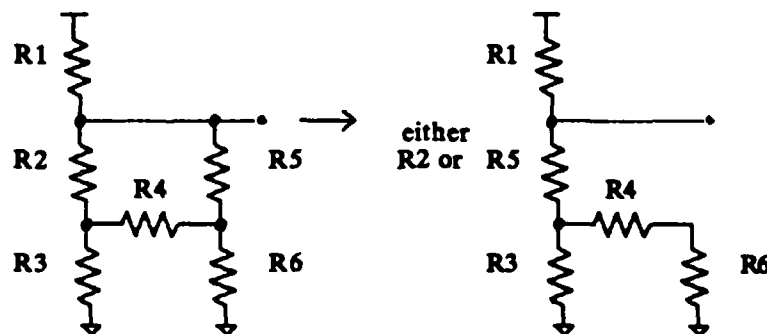 R1 R1
either
R2 R5 R2 or R5
R4 R4
R3 R6 R3 R6